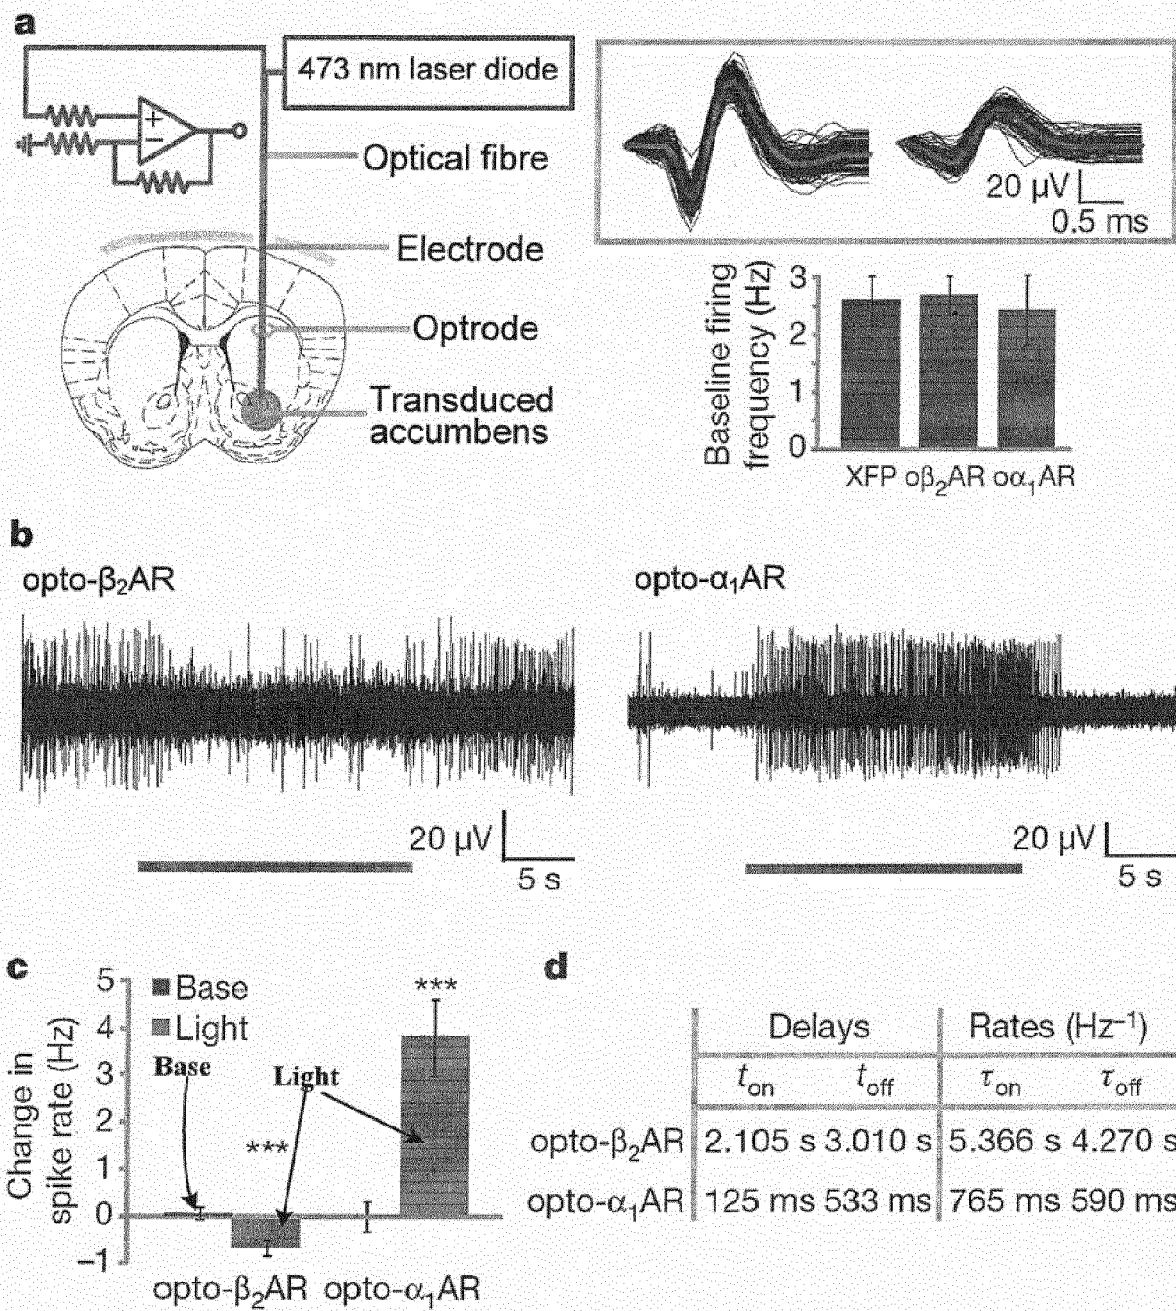 a
473 nm laser diode
+
−
Optical fibre
Electrode
Optrode
Transduced
accumbens
20 µV
0.5 ms
Baseline firing
frequency (Hz)
3
2
1
0
XFP oβ₂AR oα₁AR
b
opto-β₂AR
opto-α₁AR
20 µV
5 s
20 µV
5 s
c
Change in
spike rate (Hz)
5
4
3
2
1
0
−1
Base
Light
Base
Light
***
***
opto-β₂AR opto-α₁AR
d
Delays Rates (Hz⁻¹)
ton toff τon τoff
opto-β₂AR 2.105 s 3.010 s 5.366 s 4.270 s
opto-α₁AR 125 ms 533 ms 765 ms 590 ms